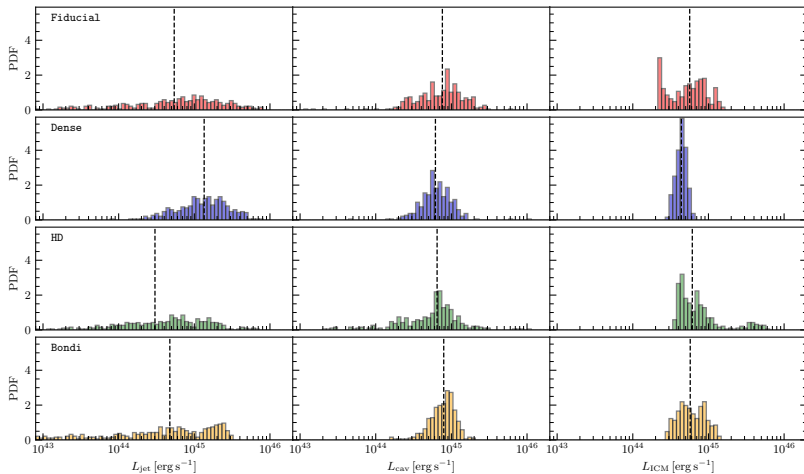 Fiducial
PDF
4
2
0
Dense
PDF
4
2
0
HD
PDF
4
2
0
Bondi
PDF
6
4
2
0
10^43 10^44 10^45 10^46 10^43 10^44 10^45 10^46 10^43 10^44 10^45 10^46
L_jet [erg s^−1] L_cav [erg s^−1] L_ICM [erg s^−1]